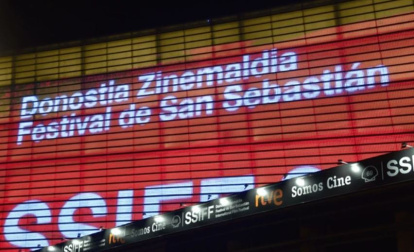 Donostia Zinemaldia
Festival de San Sebastián
SSIFF
SSIFF rtve Somos Cine SSIFF